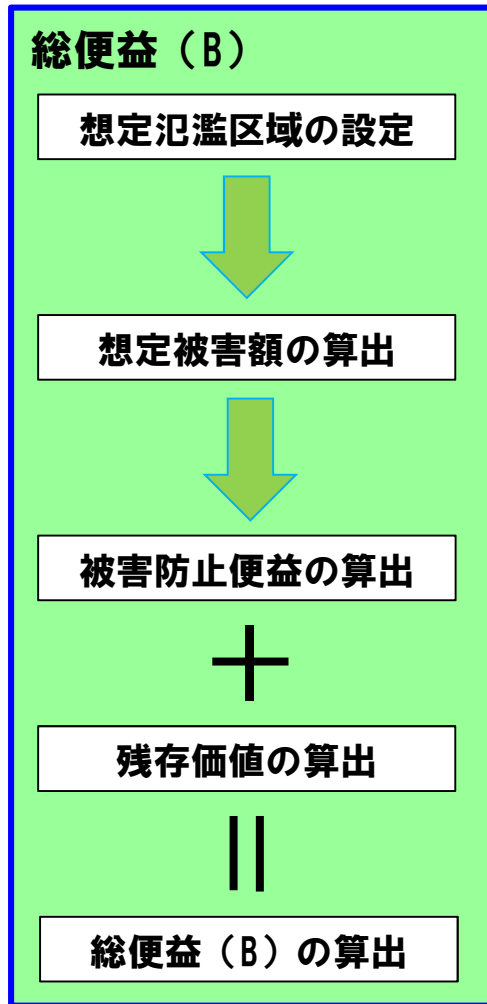 総便益（B）
想定氾濫区域の設定
想定被害額の算出
被害防止便益の算出
＋
残存価値の算出
||
総便益（B）の算出